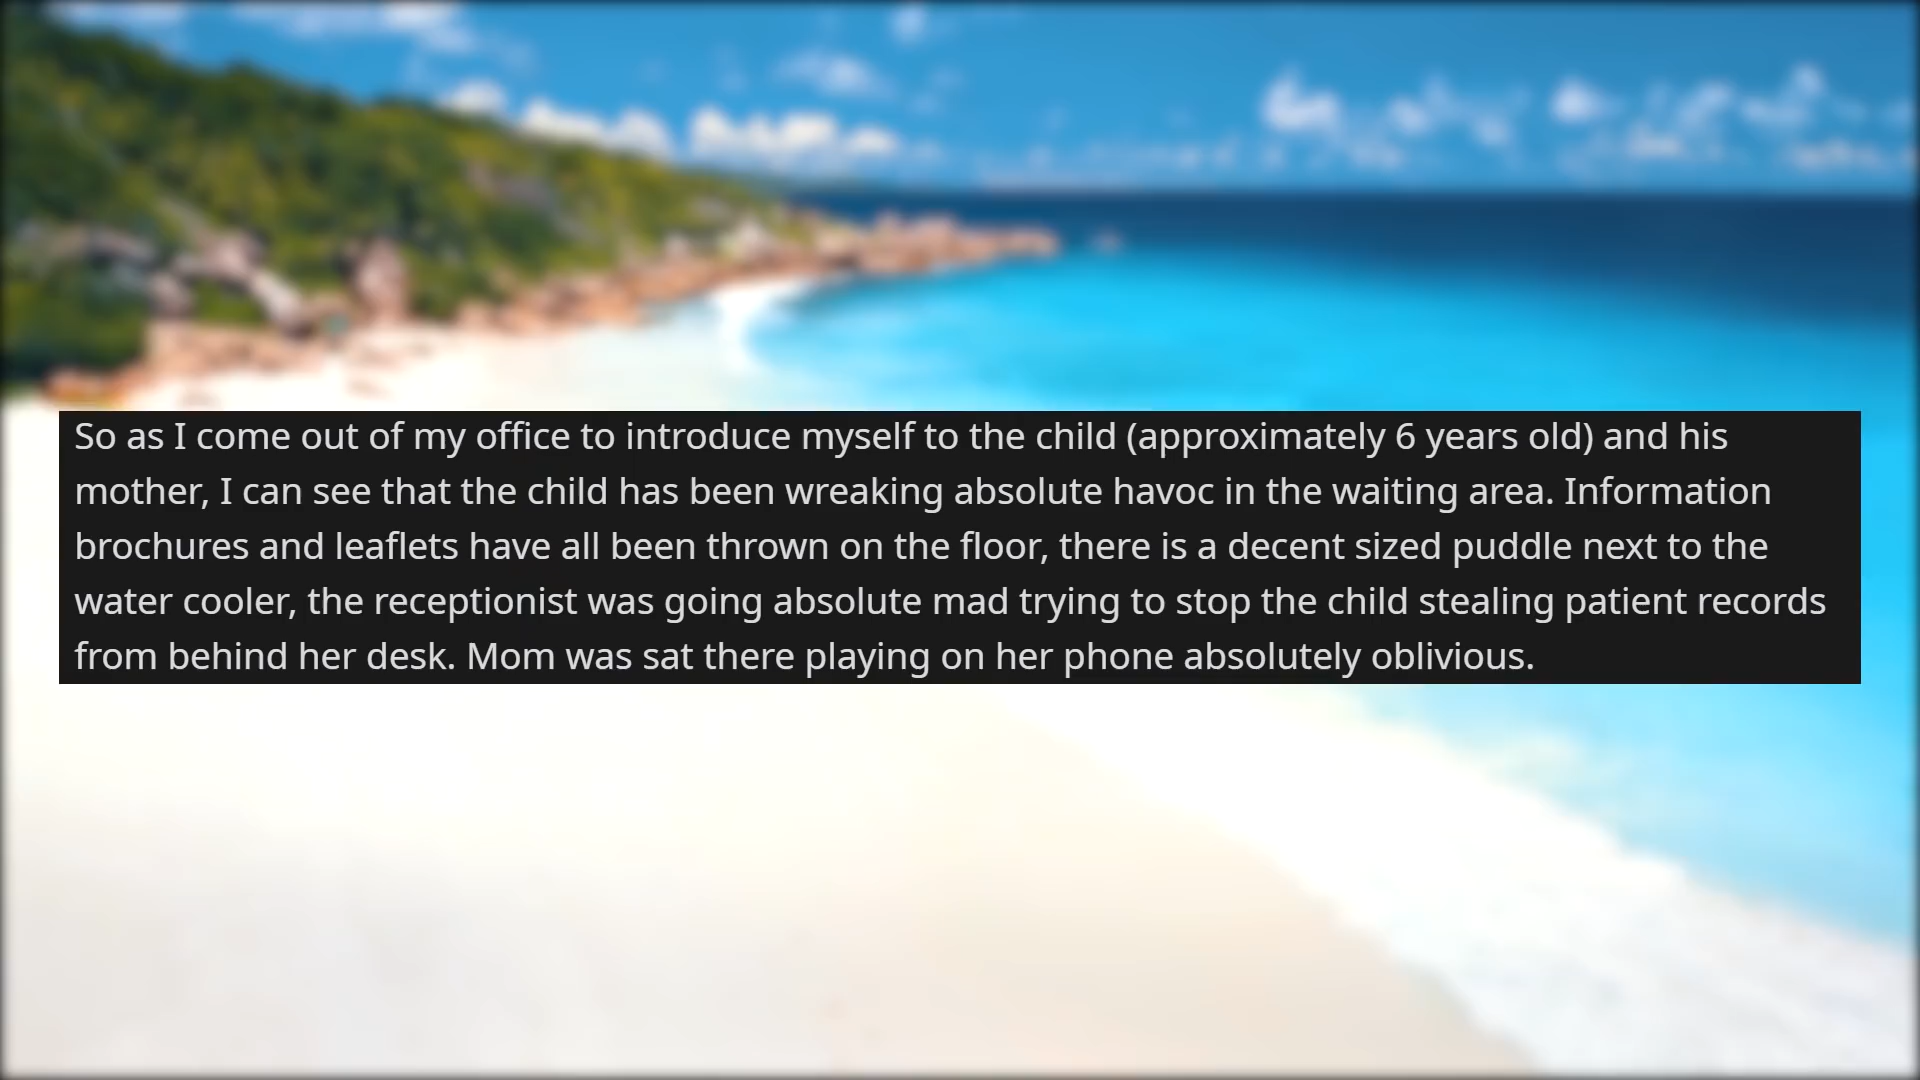 So as I come out of my office to introduce myself to the child (approximately 6 years old) and his
mother, I can see that the child has been wreaking absolute havoc in the waiting area. Information
brochures and leaflets have all been thrown on the floor, there is a decent sized puddle next to the
water cooler, the receptionist was going absolute mad trying to stop the child stealing patient records
from behind her desk. Mom was sat there playing on her phone absolutely oblivious.